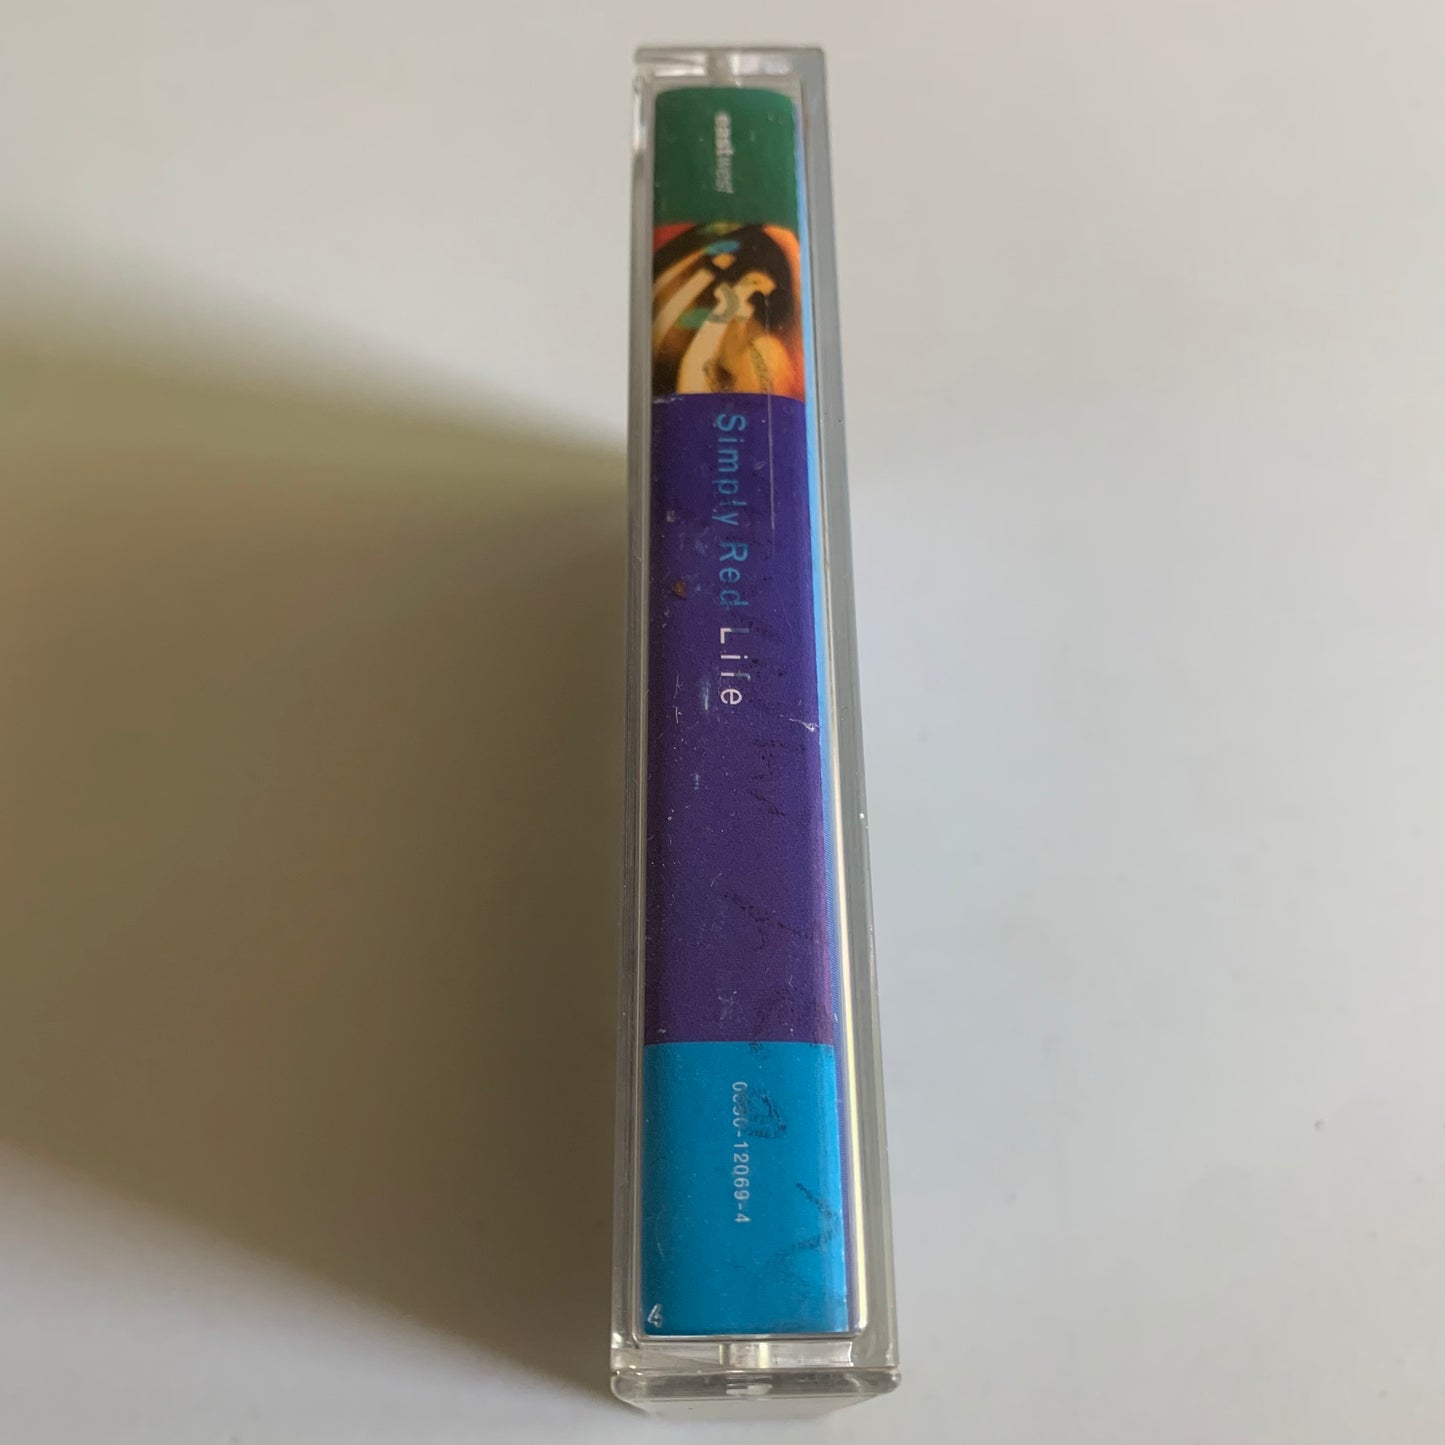 eastwest
Simply Red Life
0630-12069-4
4